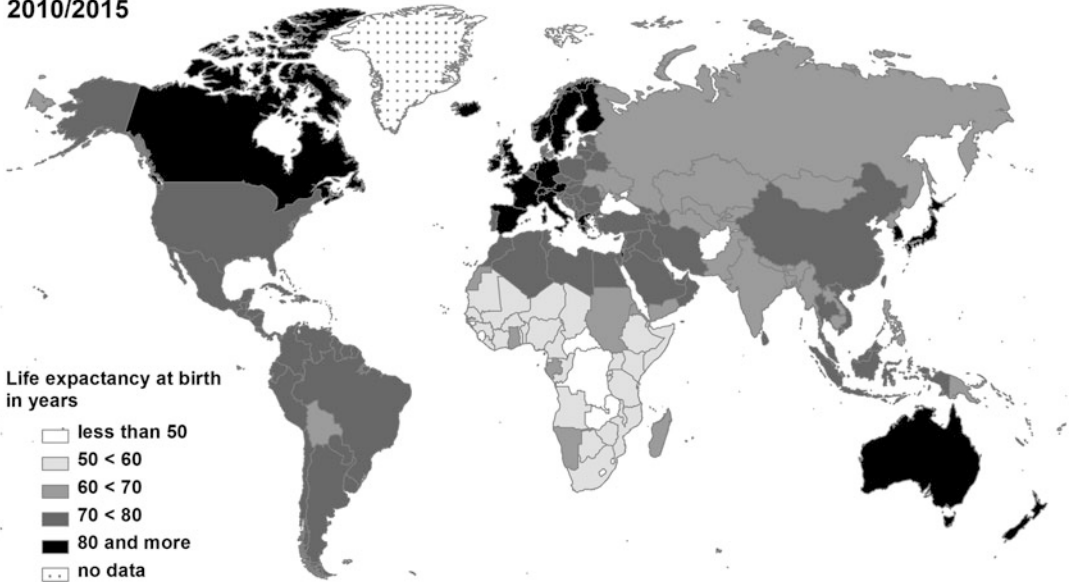 2010/2015
Life expactancy at birth
in years
less than 50
50 < 60
60 < 70
70 < 80
80 and more
no data